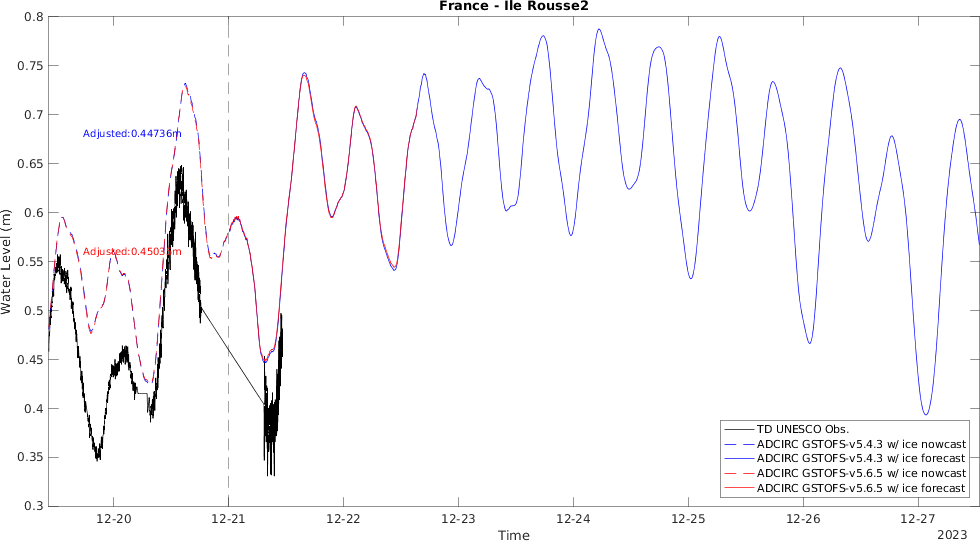 France - Ile Rousse2
0.8
0.75
0.7
0.65
0.6
0.55
0.5
0.45
0.4
0.35
0.3
Water Level (m)
Adjusted:0.44736m
Adjusted:0.4503
12-20
12-21
12-22
12-23
12-24
12-25
12-26
12-27
Time
2023
TD UNESCO Obs.
ADCIRC GSTOFS-v5.4.3 w/ ice nowcast
ADCIRC GSTOFS-v5.4.3 w/ ice forecast
ADCIRC GSTOFS-v5.6.5 w/ ice nowcast
ADCIRC GSTOFS-v5.6.5 w/ ice forecast